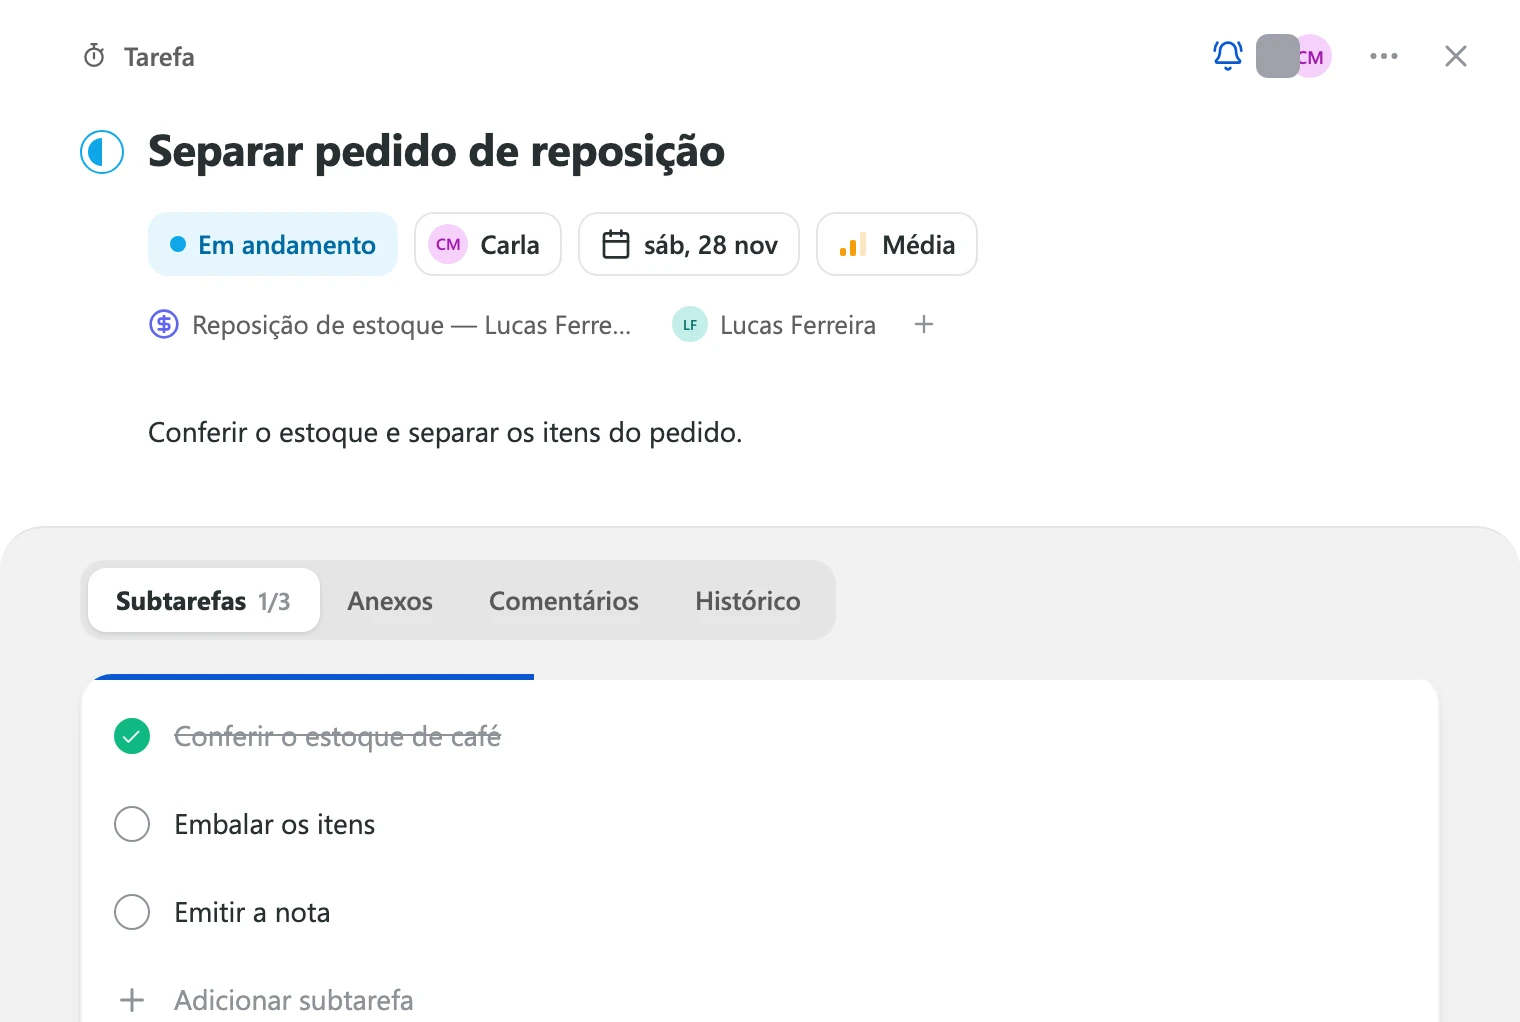 Tarefa
CM
Separar pedido de reposição
Em andamento
CM Carla
sáb, 28 nov
Média
Reposição de estoque — Lucas Ferre...
LF Lucas Ferreira
Conferir o estoque e separar os itens do pedido.
Subtarefas 1/3
Anexos
Comentários
Histórico
Conferir o estoque de café
Embalar os itens
Emitir a nota
Adicionar subtarefa